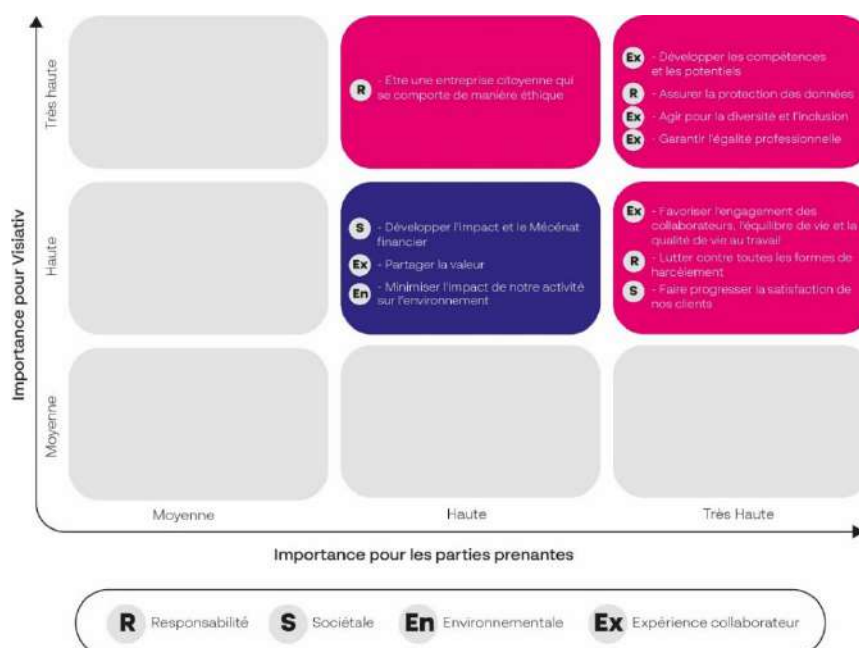 Importance pour Visiativ
Très haute
Haute
Moyenne
R - Etre une entreprise citoyenne qui
se comporte de manière éthique
Ex - Développer les compétences
et les potentiels
R - Assurer la protection des données
Ex - Agir pour la diversité et l'inclusion
Ex - Garantir l'égalité professionnelle
S - Développer l'impact et le Mécénat
financier
Ex - Partager la valeur
En - Minimiser l'impact de notre activité
sur l'environnement
Ex - Favoriser l'engagement des
collaborateurs, l'équilibre de vie et la
qualité de vie au travail
R - Lutter contre toutes les formes de
harcèlement
S - Faire progresser la satisfaction de
nos clients
Moyenne
Haute
Très Haute
Importance pour les parties prenantes
R Responsabilité
S Sociétale
En Environnementale
Ex Expérience collaborateur